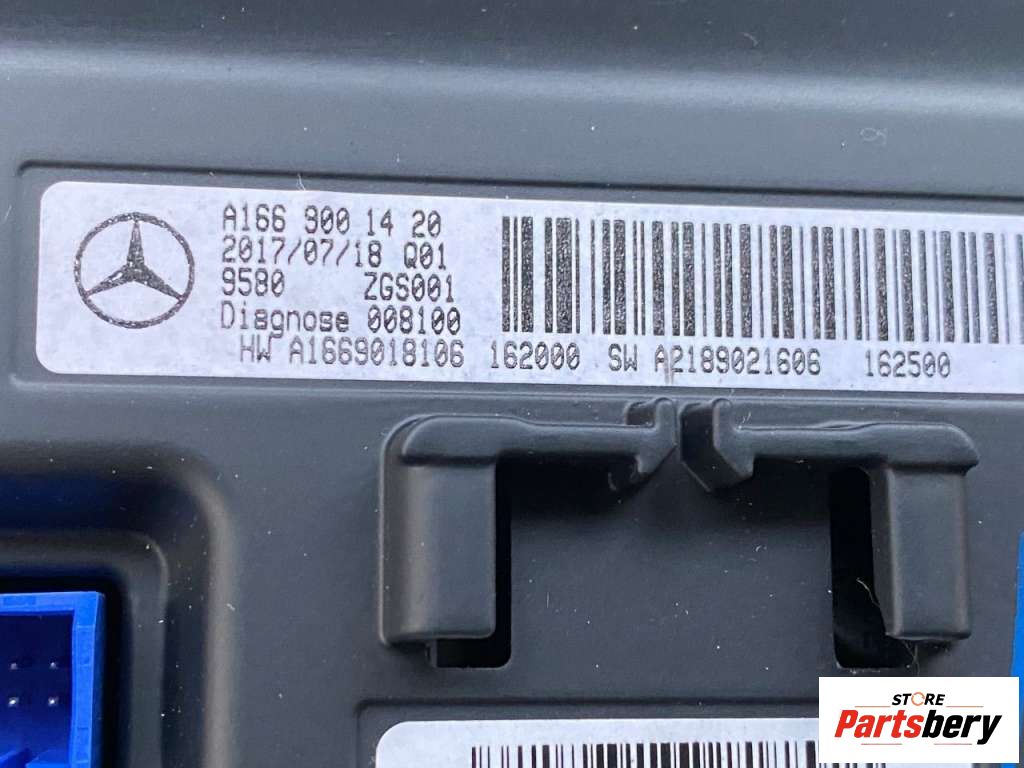 A166 900 14 20
2017/07/18 Q01
9580 ZGS001
Diagnose 008100
HW A1669018106 162000 SW A2189021606 162500
STORE
Partsbery